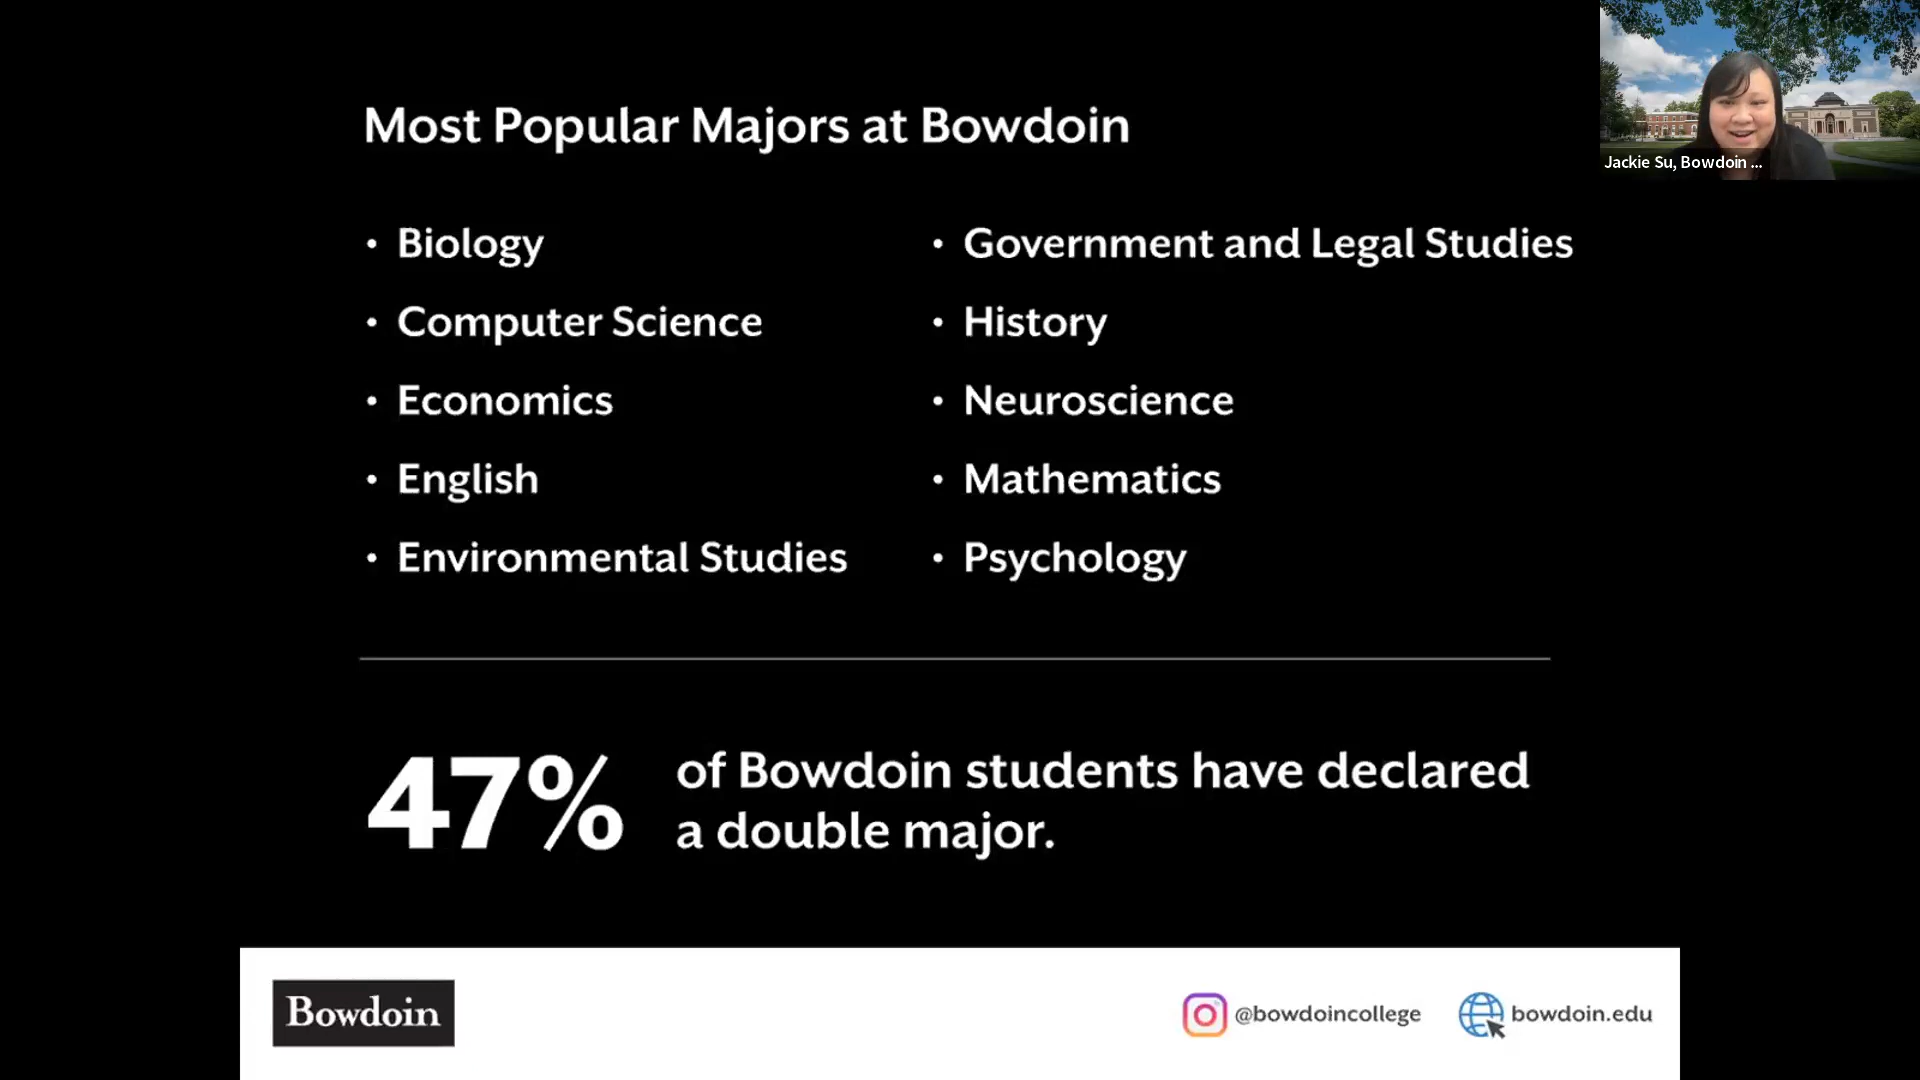 Most Popular Majors at Bowdoin
• Biology
• Computer Science
• Economics
• English
• Environmental Studies
• Government and Legal Studies
• History
• Neuroscience
• Mathematics
• Psychology
47%
of Bowdoin students have declared
a double major.
Bowdoin
@bowdoincollege
bowdoin.edu
Jackie Su, Bowdoin ...